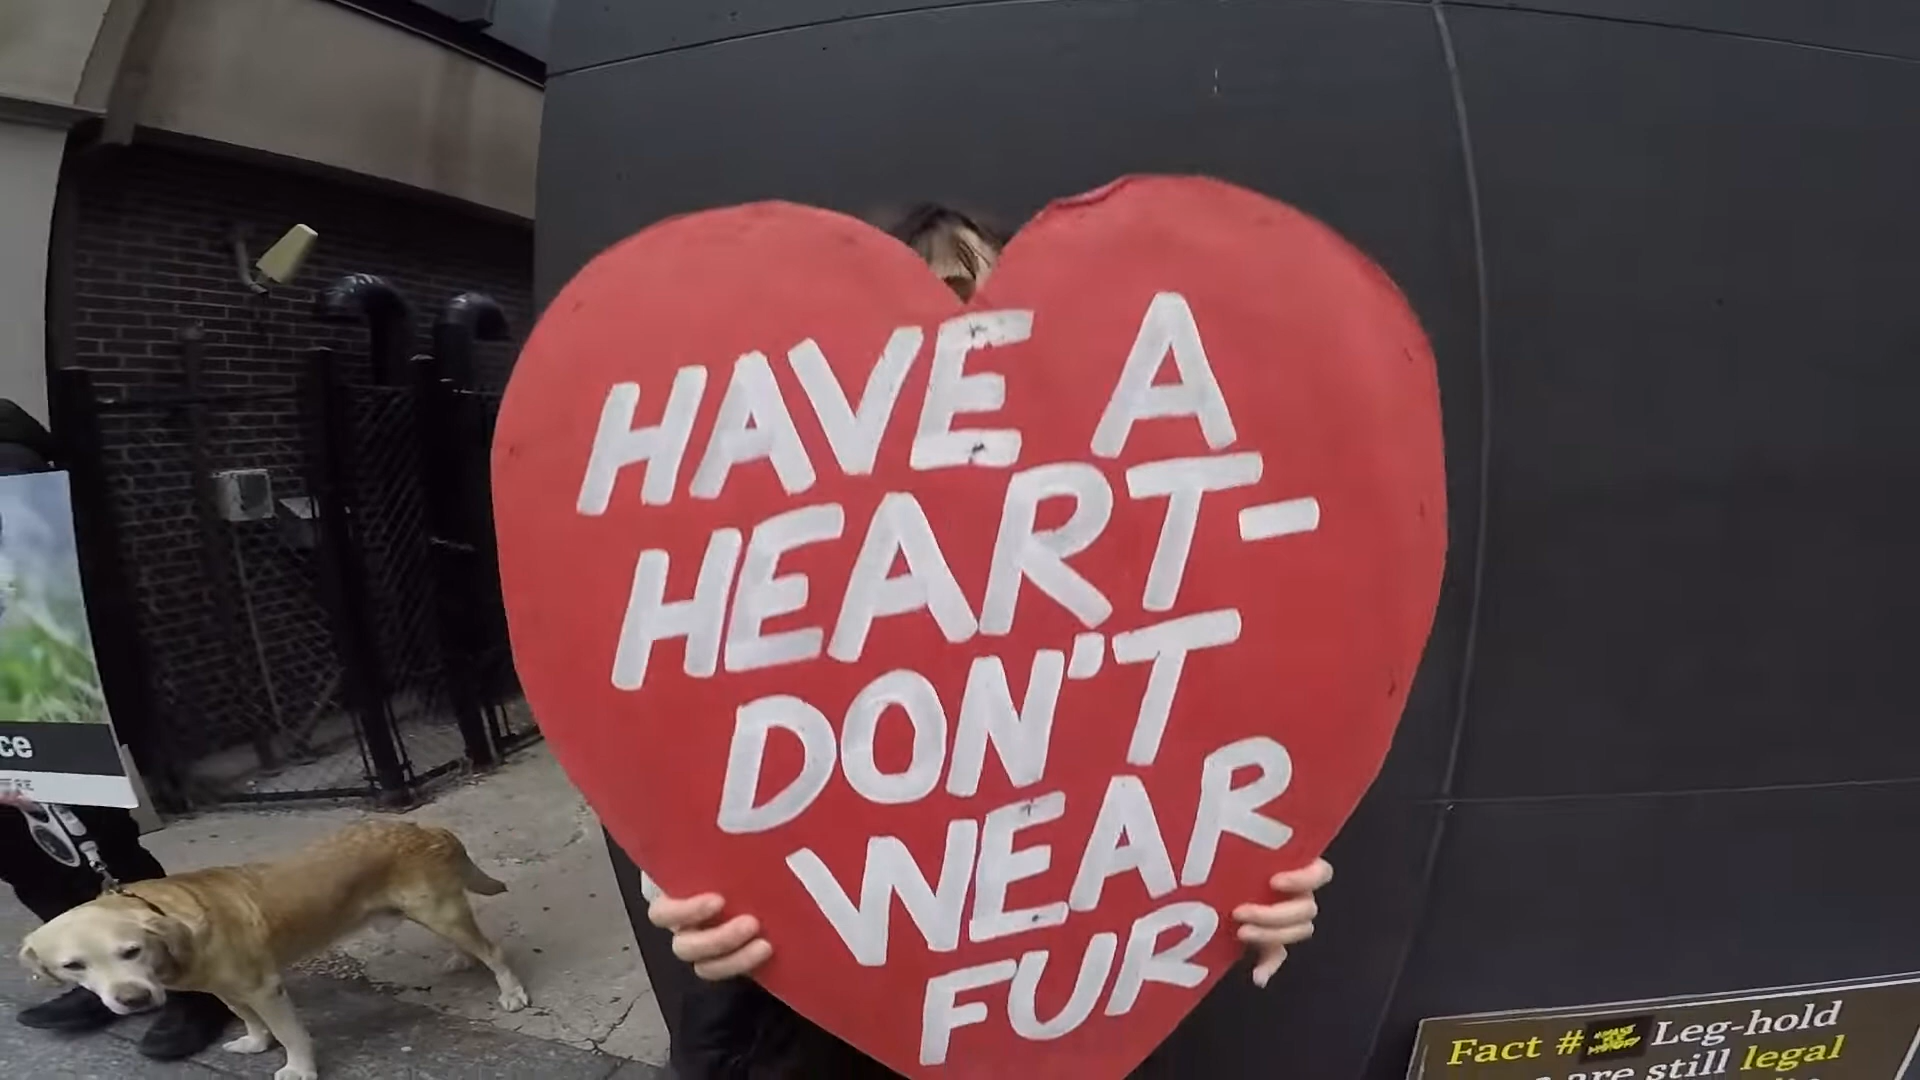 HAVE A
HEART-
DON'T
WEAR
FUR
ce
Fact # Leg-hold
are still legal